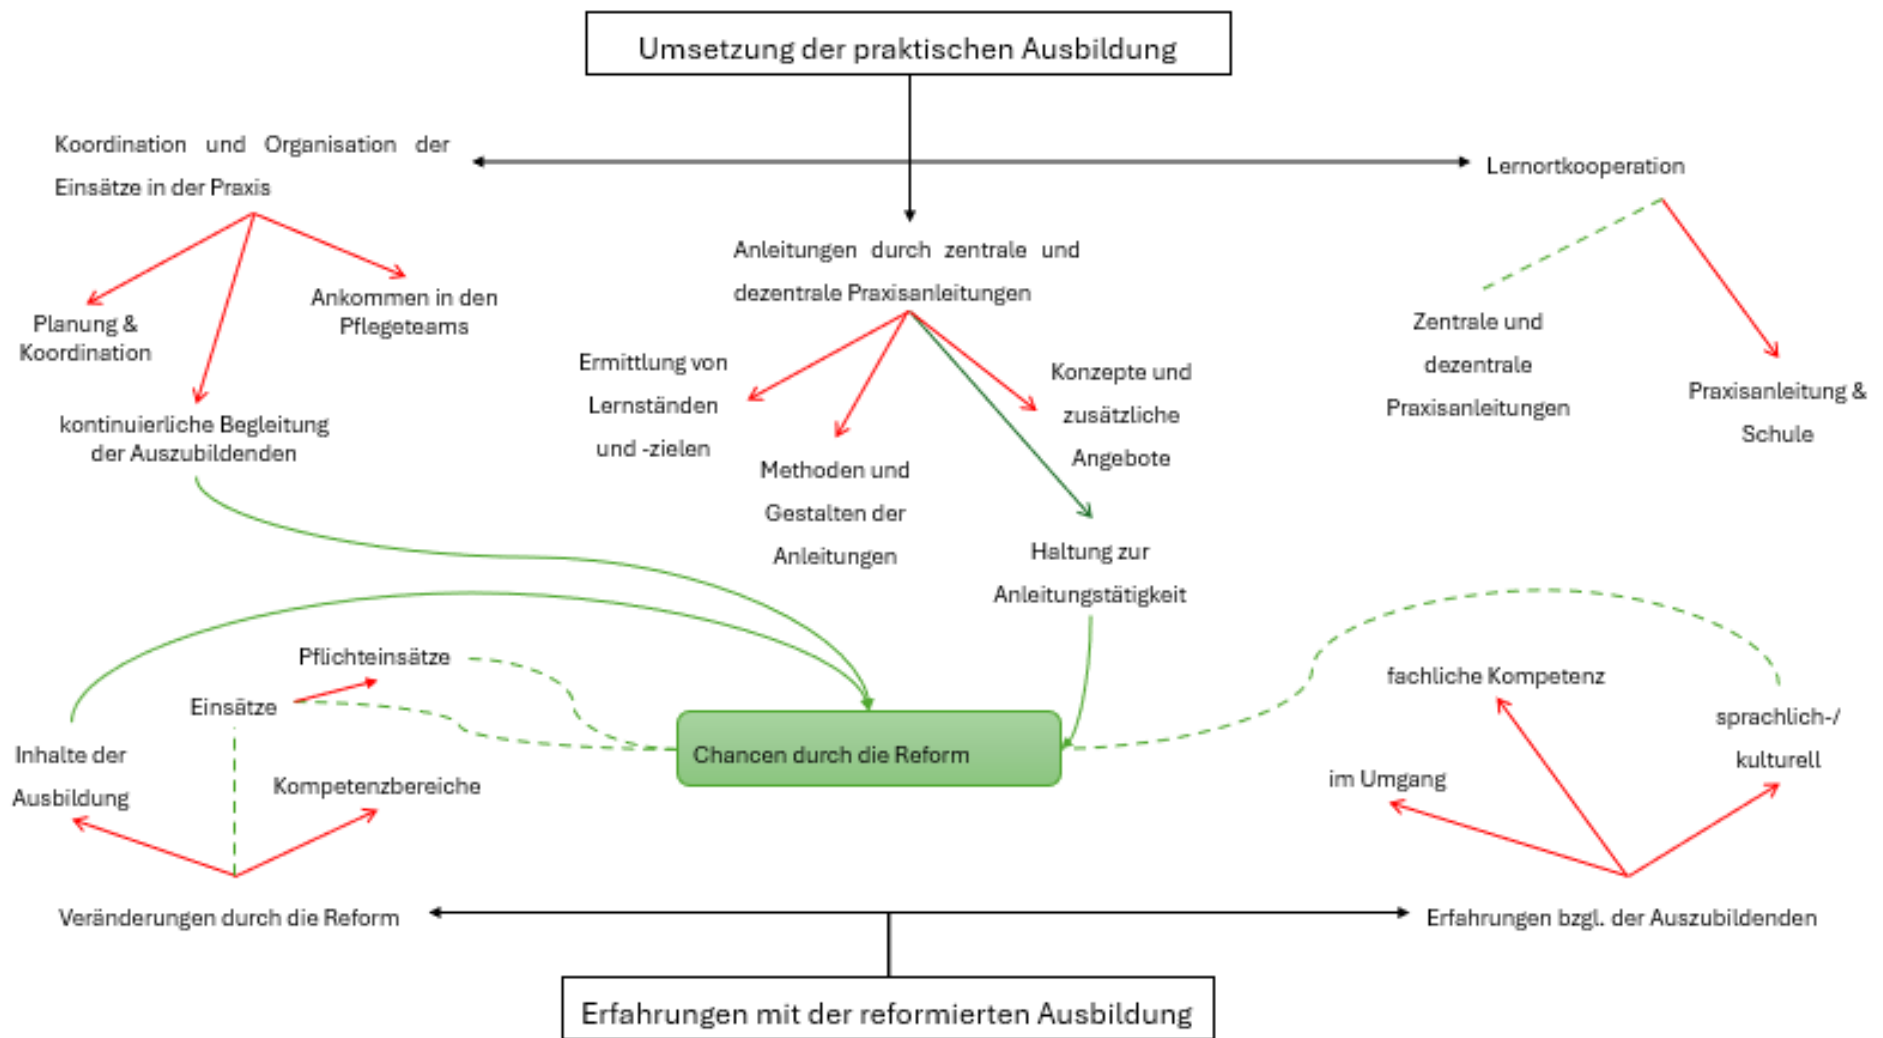 Umsetzung der praktischen Ausbildung
Koordination und Organisation der
Einsätze in der Praxis
Lernortkooperation
Anleitungen durch zentrale und
dezentrale Praxisanleitungen
Planung &
Koordination
Ankommen in den
Pflegeteams
kontinuierliche Begleitung
der Auszubildenden
Ermittlung von
Lernständen
und -zielen
Methoden und
Gestalten der
Anleitungen
Konzepte und
zusätzliche
Angebote
Haltung zur
Anleitungstätigkeit
Zentrale und
dezentrale
Praxisanleitungen
Praxisanleitung &
Schule
Pflichteinsätze
Einsätze
Inhalte der
Ausbildung
Kompetenzbereiche
Chancen durch die Reform
fachliche Kompetenz
im Umgang
sprachlich-/
kulturell
Veränderungen durch die Reform
Erfahrungen bzgl. der Auszubildenden
Erfahrungen mit der reformierten Ausbildung